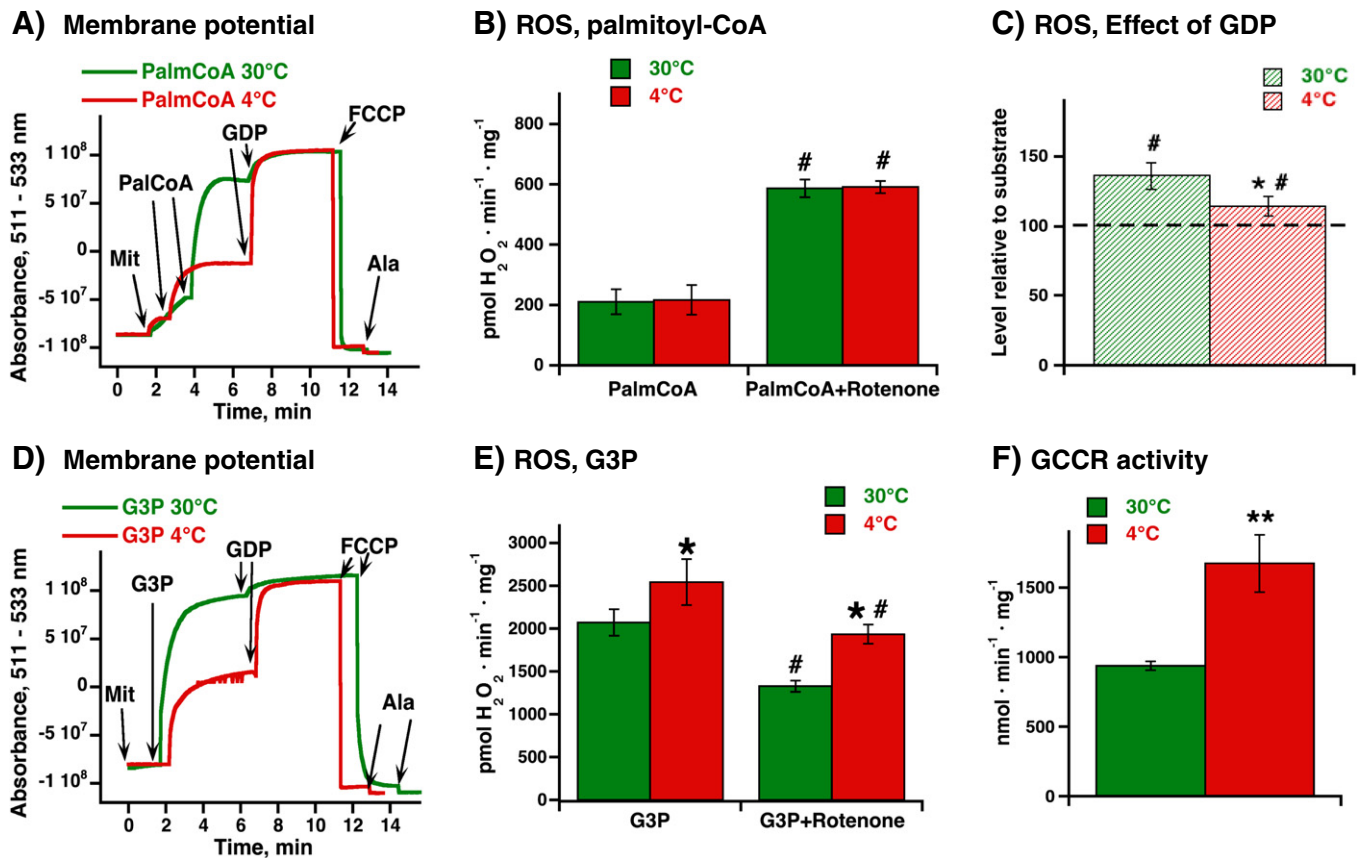 A) Membrane potential
PalmCoA 30°C
PalmCoA 4°C
Absorbance, 511 - 533 nm
1 10⁸
5 10⁷
0
-5 10⁷
-1 10⁸
Mit
PalCoA
GDP
FCCP
Ala
0 2 4 6 8 10 12 14
Time, min
B) ROS, palmitoyl-CoA
30°C
4°C
pmol H₂O₂ · min⁻¹ · mg⁻¹
800
600
400
200
0
# #
PalmCoA PalmCoA+Rotenone
C) ROS, Effect of GDP
30°C
4°C
Level relative to substrate
150
100
50
0
#
* #
D) Membrane potential
G3P 30°C
G3P 4°C
Absorbance, 511 - 533 nm
1 10⁸
5 10⁷
0
-5 10⁷
-1 10⁸
Mit
G3P
GDP
FCCP
Ala
0 2 4 6 8 10 12 14
Time, min
E) ROS, G3P
30°C
4°C
pmol H₂O₂ · min⁻¹ · mg⁻¹
3000
2500
2000
1500
1000
500
0
*
#
* #
G3P G3P+Rotenone
F) GCCR activity
30°C
4°C
nmol · min⁻¹ · mg⁻¹
1500
1000
500
0
**